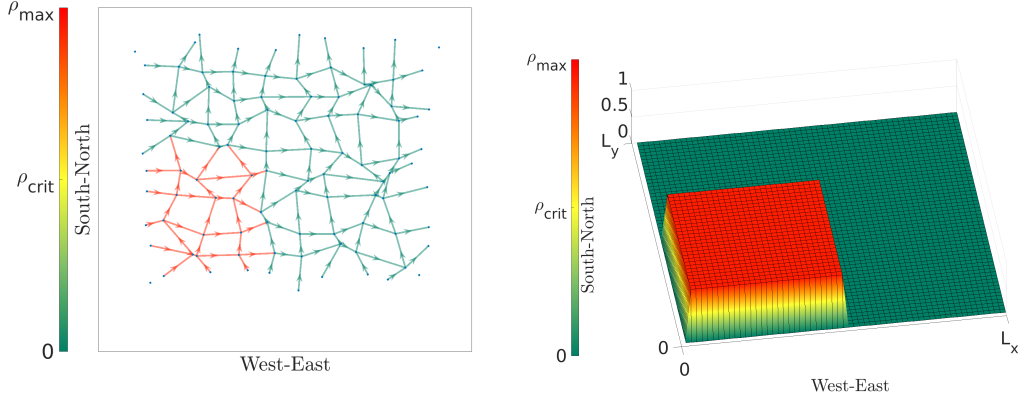 ρmax
ρcrit
0
South-North
West-East
ρmax
ρcrit
0
South-North
1
0.5
0
Ly
0
0
Lx
West-East